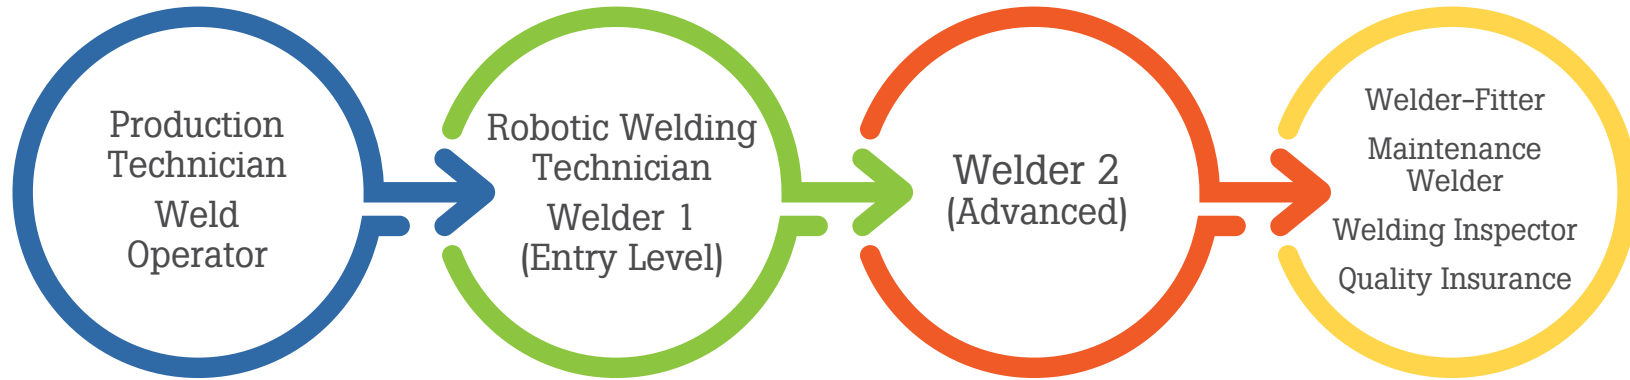 Production
Technician
Weld
Operator
Robotic Welding
Technician
Welder 1
(Entry Level)
Welder 2
(Advanced)
Welder-Fitter
Maintenance
Welder
Welding Inspector
Quality Insurance